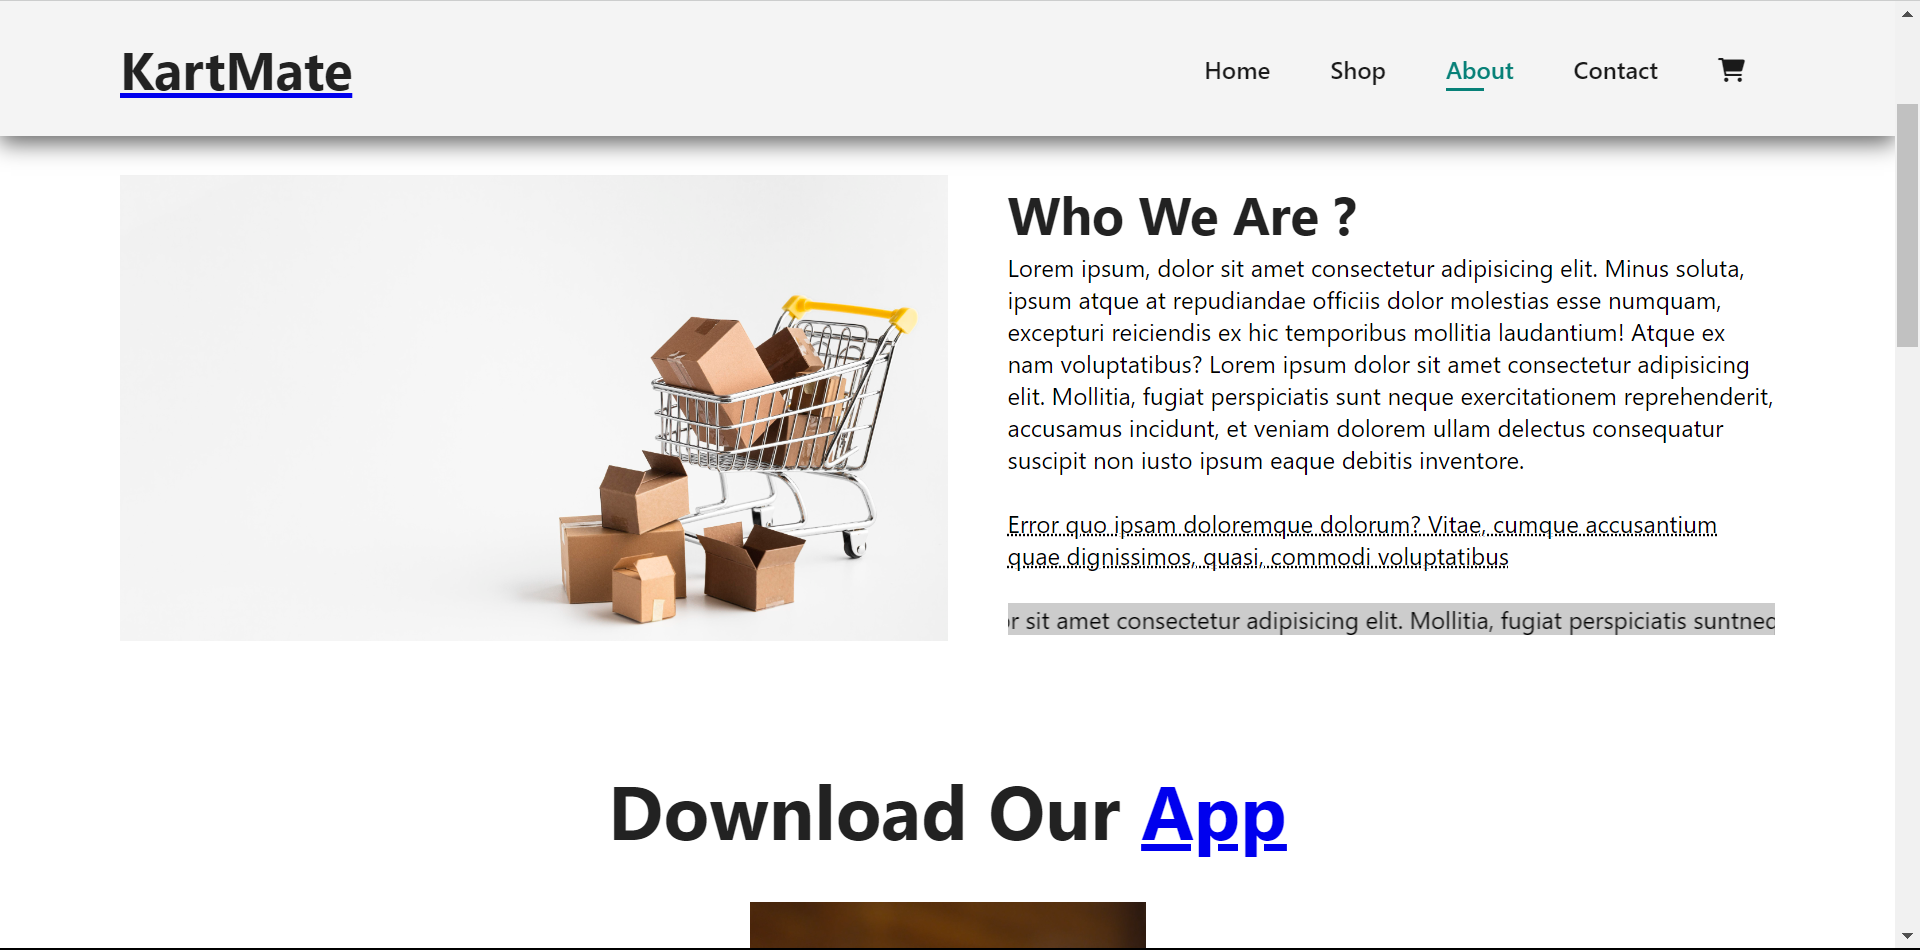 KartMate
Home Shop About Contact
Who We Are ?
Lorem ipsum, dolor sit amet consectetur adipisicing elit. Minus soluta,
ipsum atque at repudiandae officiis dolor molestias esse numquam,
excepturi reiciendis ex hic temporibus mollitia laudantium! Atque ex
nam voluptatibus? Lorem ipsum dolor sit amet consectetur adipisicing
elit. Mollitia, fugiat perspiciatis sunt neque exercitationem reprehenderit,
accusamus incidunt, et veniam dolorem ullam delectus consequatur
suscipit non iusto ipsum eaque debitis inventore.
Error quo ipsam doloremque dolorum? Vitae, cumque accusantium
quae dignissimos, quasi, commodi voluptatibus
sit amet consectetur adipisicing elit. Mollitia, fugiat perspiciatis
Download Our App